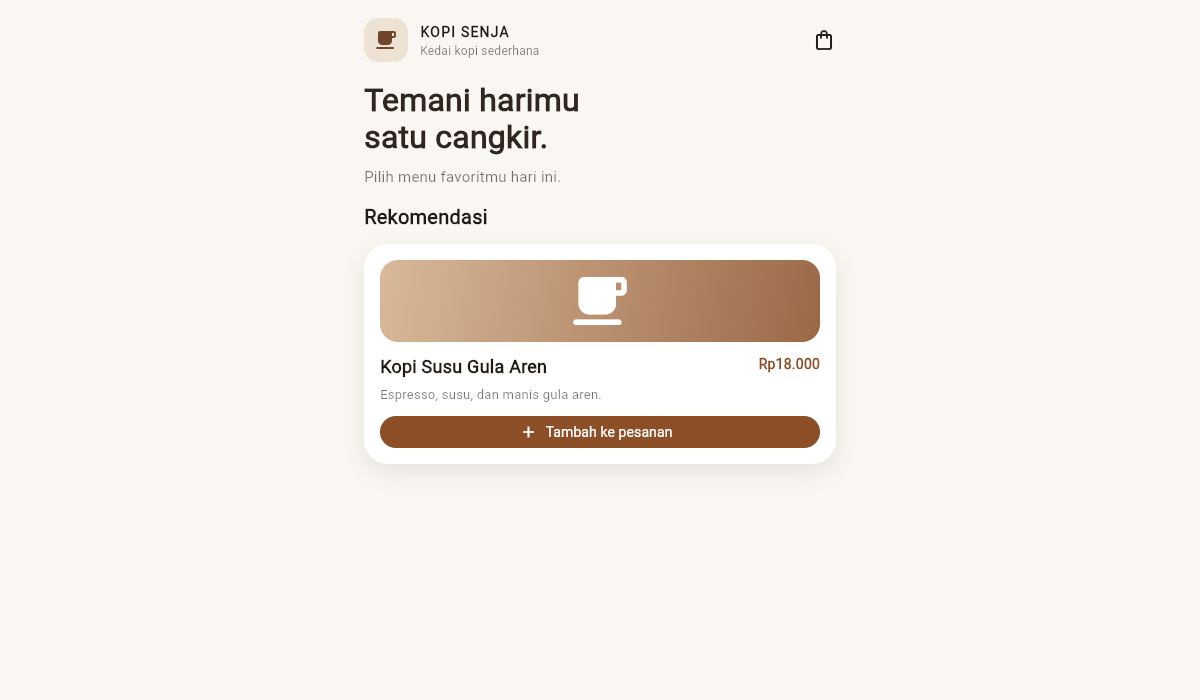 KOPI SENJA
Kedai kopi sederhana
Temani harimu
satu cangkir.
Pilih menu favoritmu hari ini.
Rekomendasi
Kopi Susu Gula Aren
Rp18.000
Espresso, susu, dan manis gula aren.
+ Tambah ke pesanan